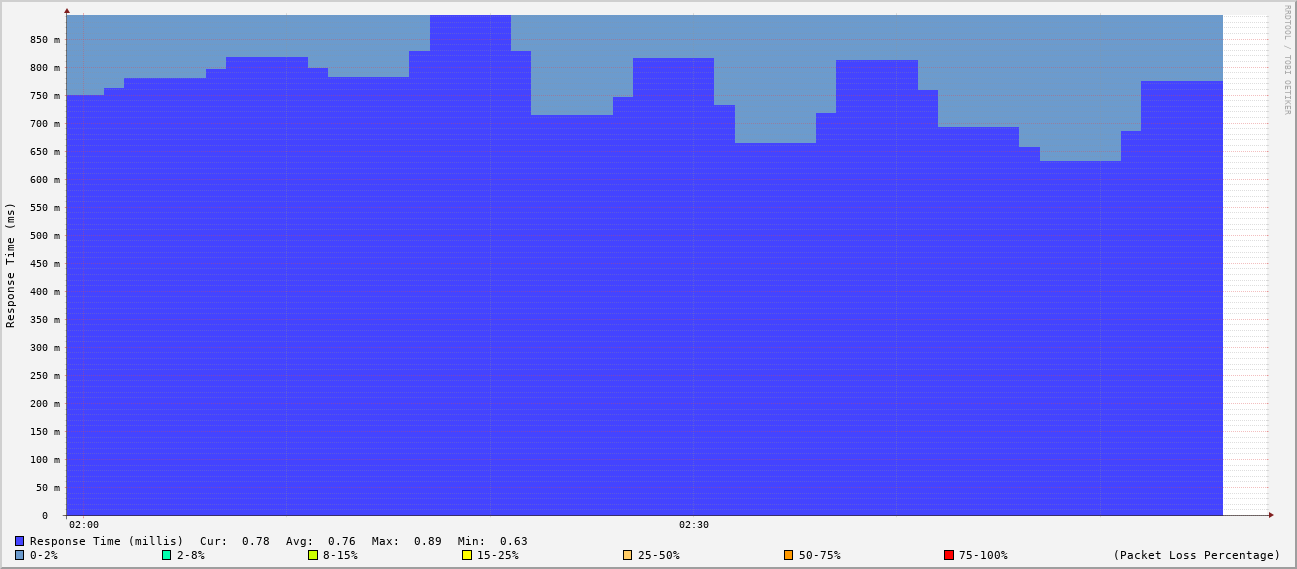 RRDTOOL / TOBI OETIKER
Response Time (ms)
850 m
800 m
750 m
700 m
650 m
600 m
550 m
500 m
450 m
400 m
350 m
300 m
250 m
200 m
150 m
100 m
50 m
0
02:00 02:30
Response Time (millis) Cur: 0.78 Avg: 0.76 Max: 0.89 Min: 0.63
0-2% 2-8% 8-15% 15-25% 25-50% 50-75% 75-100% (Packet Loss Percentage)